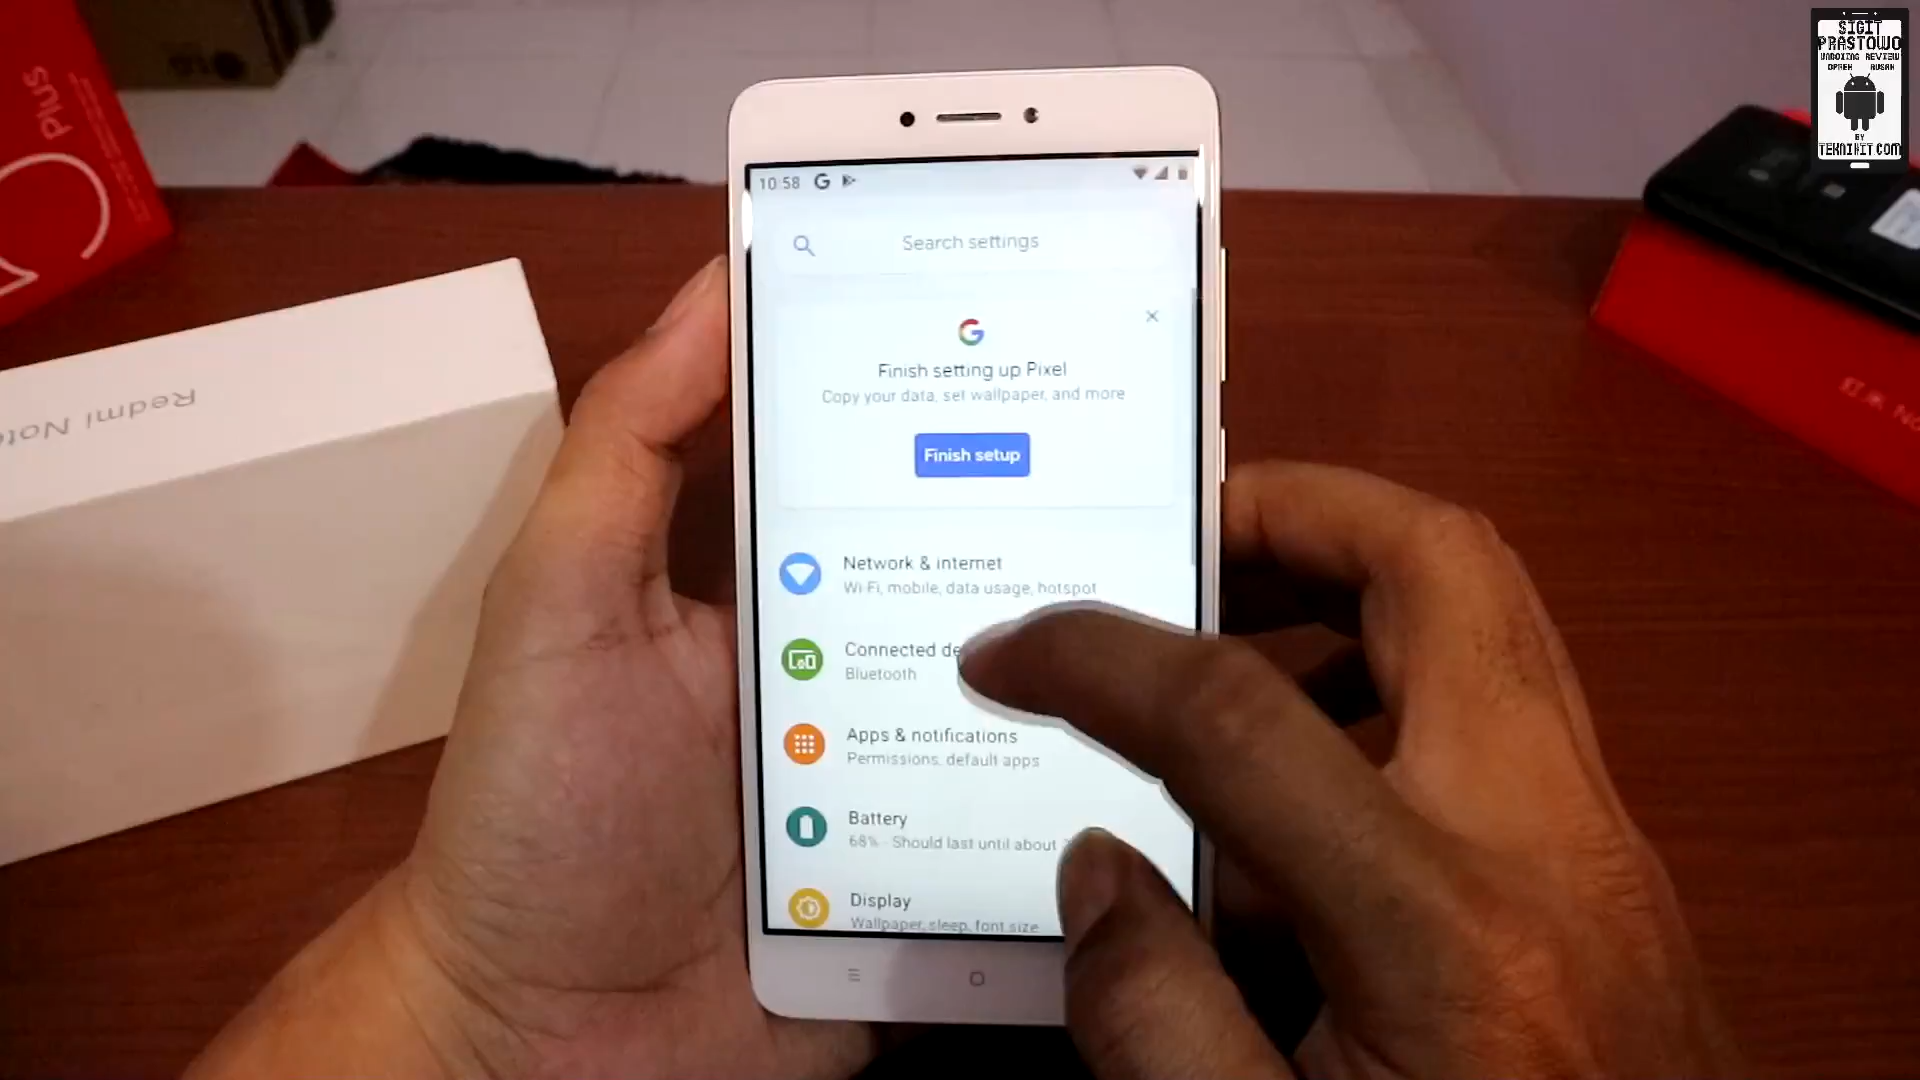 SIGIT
PRASTOWO
UNBOXING REVIEW
OPREK RUSAK
BY
TEKNIKIT.COM
Plus
LG
10:58
Search settings
Finish setting up Pixel
Copy your data, set wallpaper, and more
Finish setup
Redmi Note
Network & internet
Wi-Fi, mobile, data usage, hotspot
Connected de
Bluetooth
Apps & notifications
Permissions, default apps
Battery
68% - Should last until about
Display
Wallpaper, sleep, font size